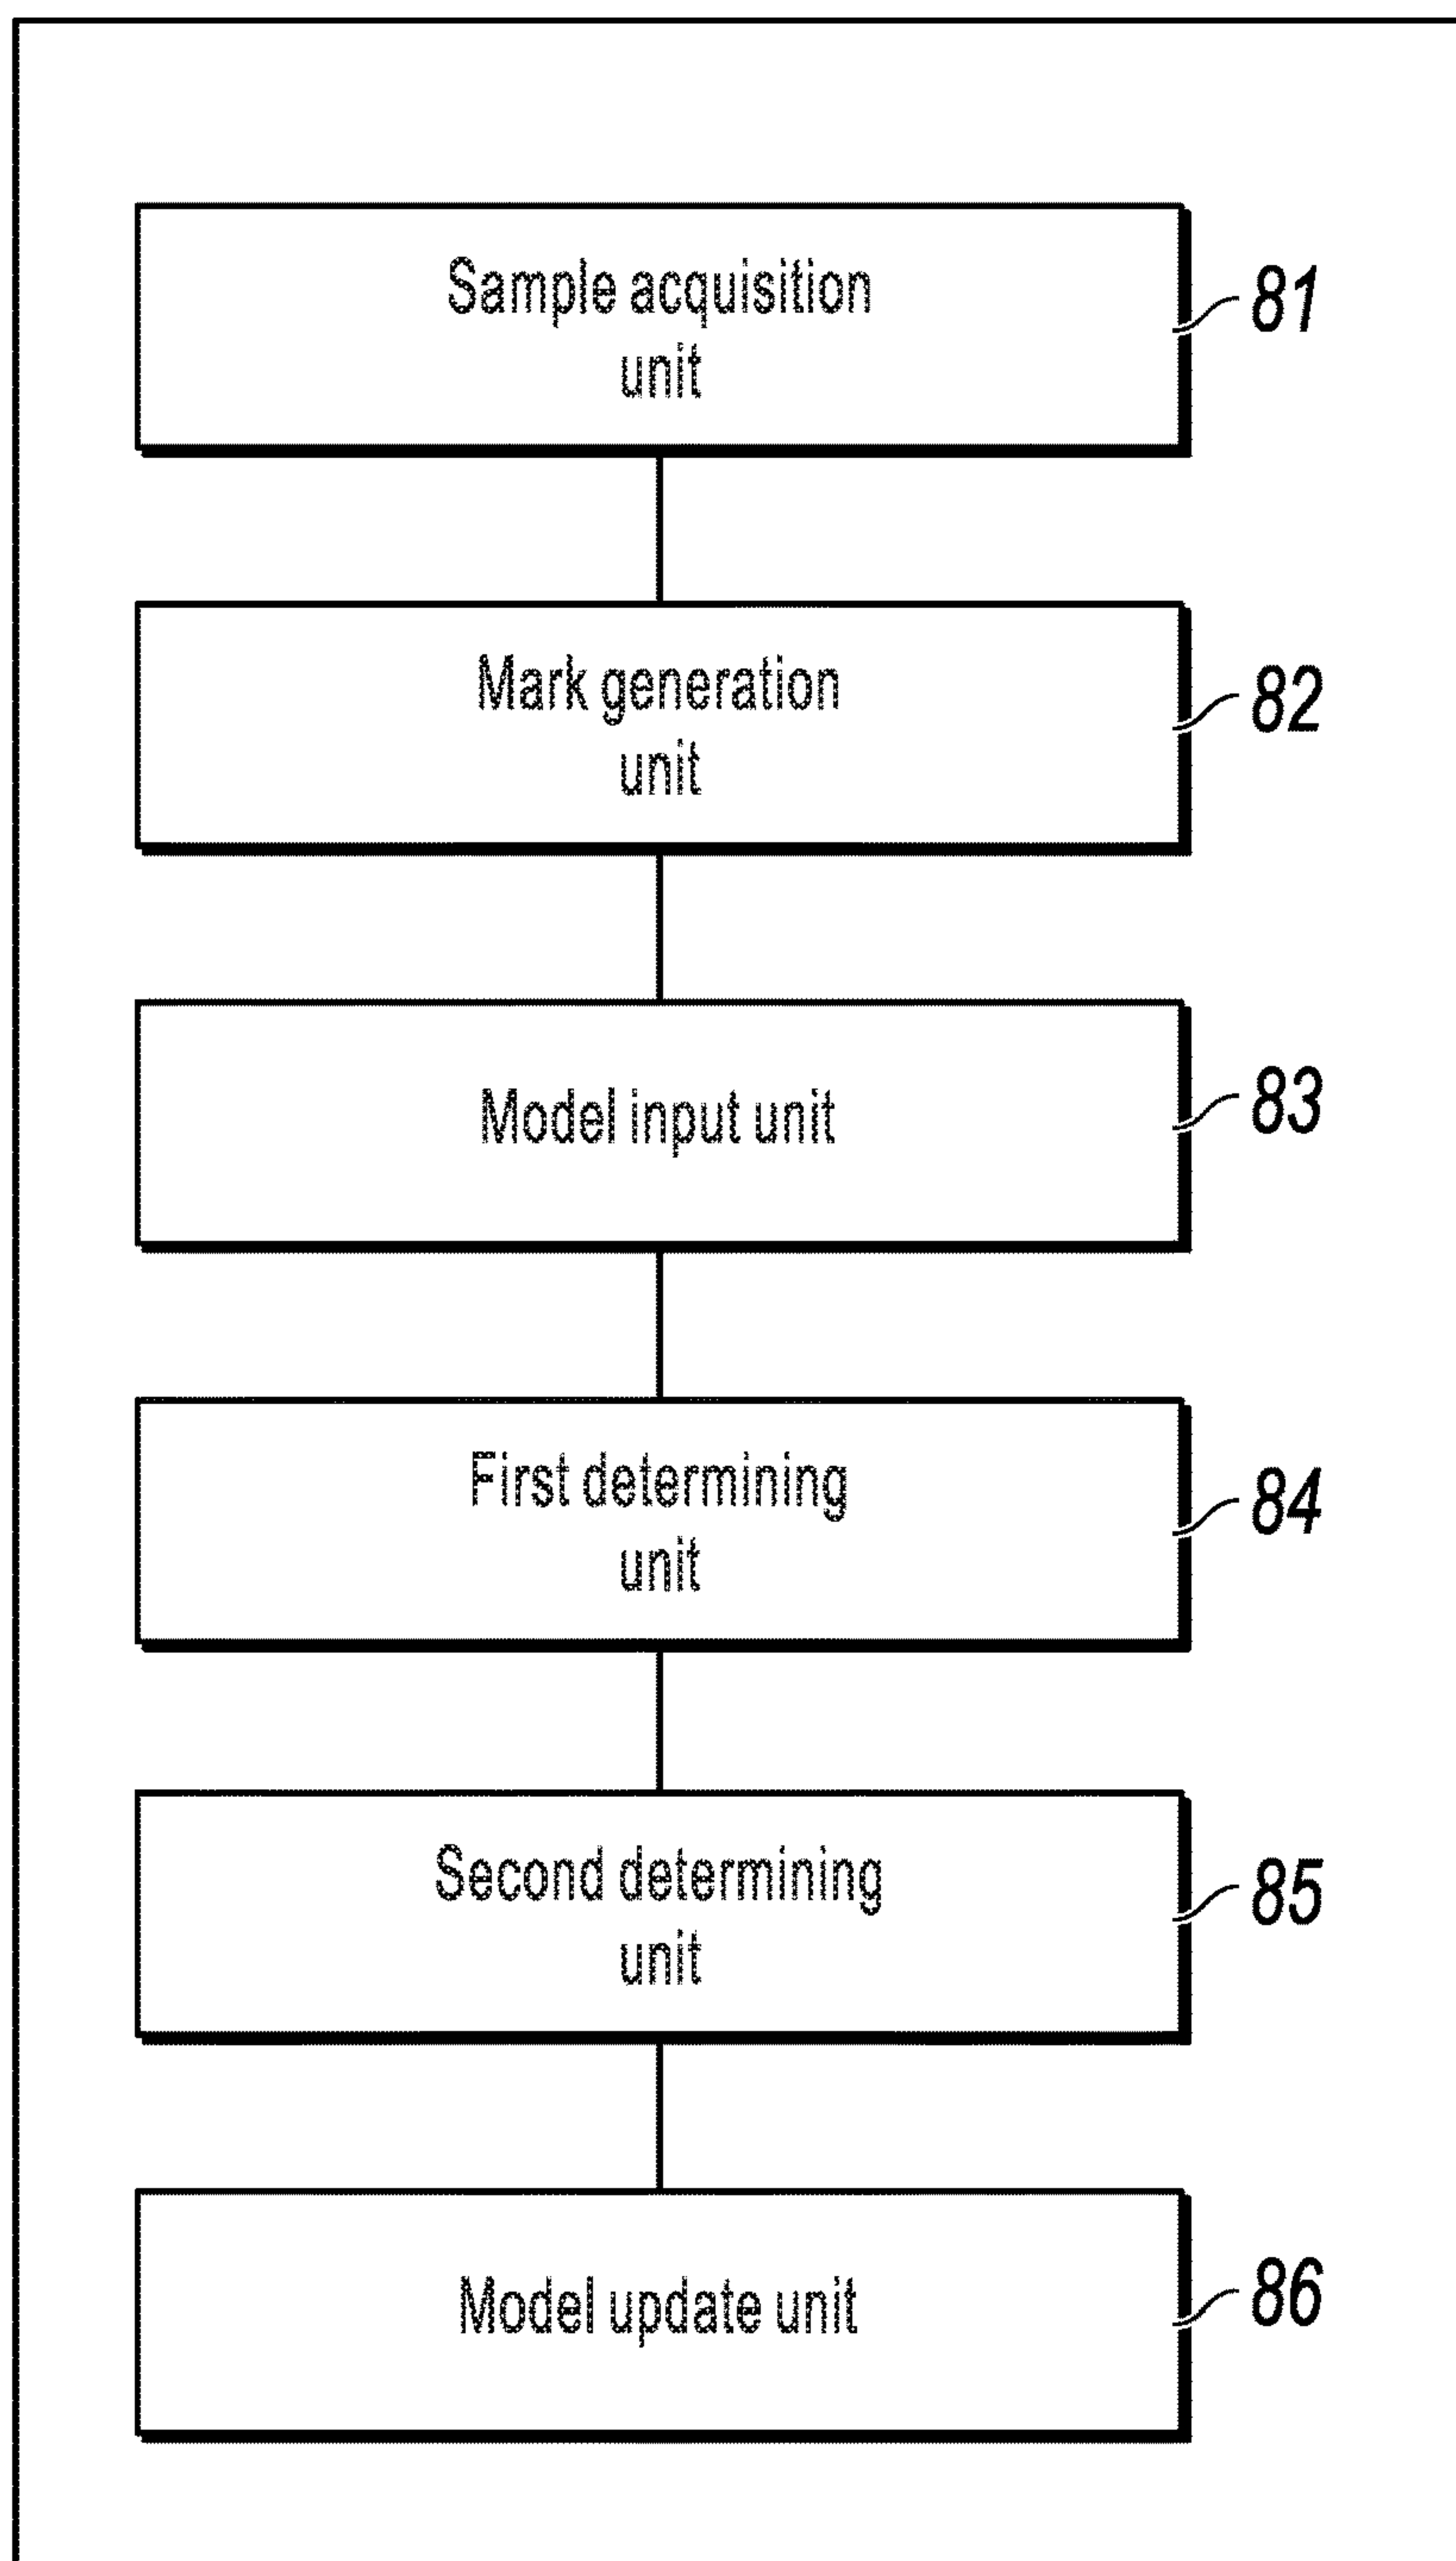 Sample acquisition
unit
81
Mark generation
unit
82
Model input unit
83
First determining
unit
84
Second determining
unit
85
Model update unit
86